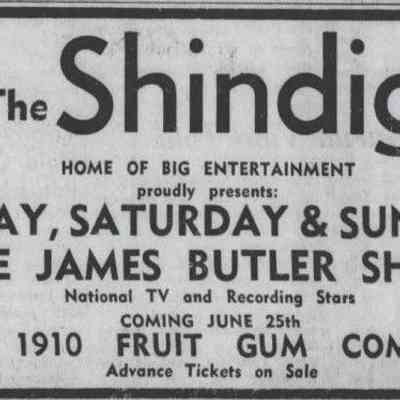 The Shindig
HOME OF BIG ENTERTAINMENT
proudly presents:
AY, SATURDAY & SUN
E JAMES BUTLER SH
National TV and Recording Stars
COMING JUNE 25th
1910 FRUIT GUM COM
Advance Tickets on Sale